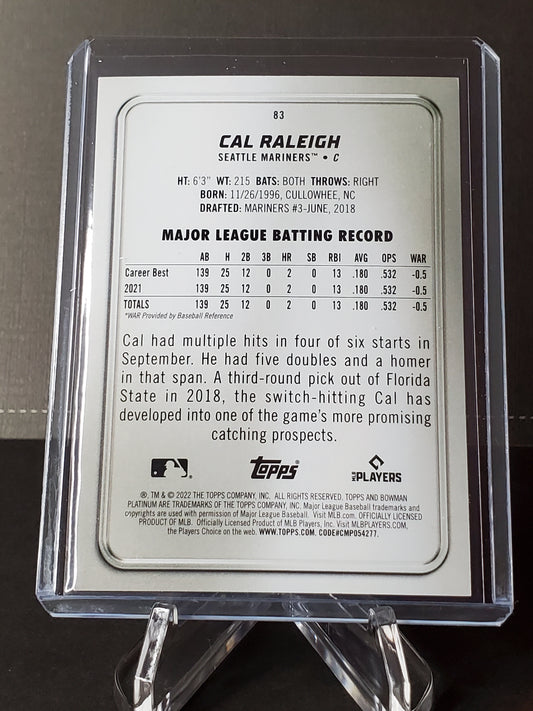 83
CAL RALEIGH
SEATTLE MARINERS™ • C
HT: 6'3" WT: 215 BATS: BOTH THROWS: RIGHT
BORN: 11/26/1996, CULLOWHEE, NC
DRAFTED: MARINERS #3-JUNE, 2018
MAJOR LEAGUE BATTING RECORD
AB H 2B 3B HR SB RBI AVG OPS WAR
Career Best 139 25 12 0 2 0 13 .180 .532 -0.5
2021 139 25 12 0 2 0 13 .180 .532 -0.5
TOTALS 139 25 12 0 2 0 13 .180 .532 -0.5
*WAR Provided by Baseball Reference
Cal had multiple hits in four of six starts in
September. He had five doubles and a homer
in that span. A third-round pick out of Florida
State in 2018, the switch-hitting Cal has
developed into one of the game's more promising
catching prospects.
Topps
MLB PLAYERS
®, TM & © 2022 THE TOPPS COMPANY, INC. ALL RIGHTS RESERVED. TOPPS AND BOWMAN
PLATINUM ARE TRADEMARKS OF THE TOPPS COMPANY, INC. Major League Baseball trademarks and
copyrights are used with permission of Major League Baseball. Visit MLB.com. OFFICIALLY LICENSED
PRODUCT OF MLB. Officially Licensed Product of MLB Players, Inc. Visit MLBPLAYERS.COM,
the Players Choice on the web. WWW.TOPPS.COM. CODE#CMP054277.